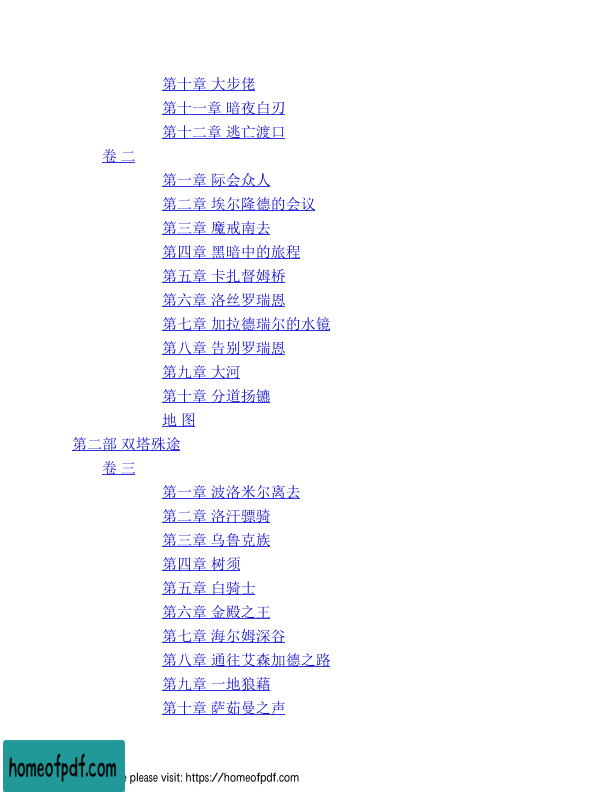 第十章 大步佬
第十一章 暗夜白刃
第十二章 逃亡渡口
卷 二
第一章 际会众人
第二章 埃尔隆德的会议
第三章 魔戒南去
第四章 黑暗中的旅程
第五章 卡扎督姆桥
第六章 洛丝罗瑞恩
第七章 加拉德瑞尔的水镜
第八章 告别罗瑞恩
第九章 大河
第十章 分道扬镳
地 图
第二部 双塔殊途
卷 三
第一章 波洛米尔离去
第二章 洛汗骠骑
第三章 乌鲁克族
第四章 树须
第五章 白骑士
第六章 金殿之王
第七章 海尔姆深谷
第八章 通往艾森加德之路
第九章 一地狼藉
第十章 萨茹曼之声
homeofpdf.com
please visit: https://homeofpdf.com